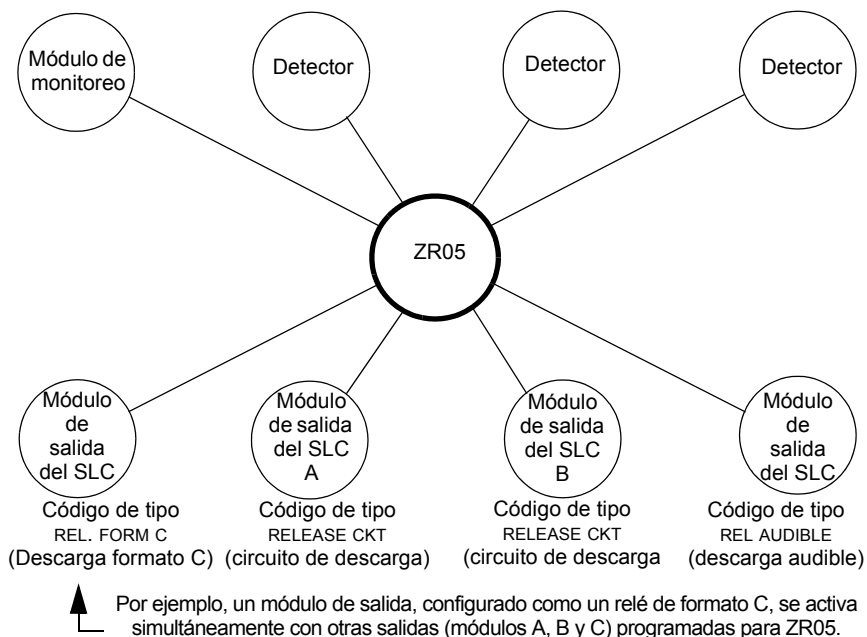 Módulo de
monitoreo
Detector
Detector
Detector
ZR05
Módulo
de
salida
del SLC
Módulo
de salida
del SLC
A
Módulo
de salida
del SLC
B
Módulo
de
salida
del SLC
Código de tipo
REL. FORM C
(Descarga formato C)
Código de tipo
RELEASE CKT
(circuito de descarga)
Código de tipo
RELEASE CKT
(circuito de descarga
Código de tipo
REL AUDIBLE
(descarga audible)
Por ejemplo, un módulo de salida, configurado como un relé de formato C, se activa
simultáneamente con otras salidas (módulos A, B y C) programadas para ZR05.